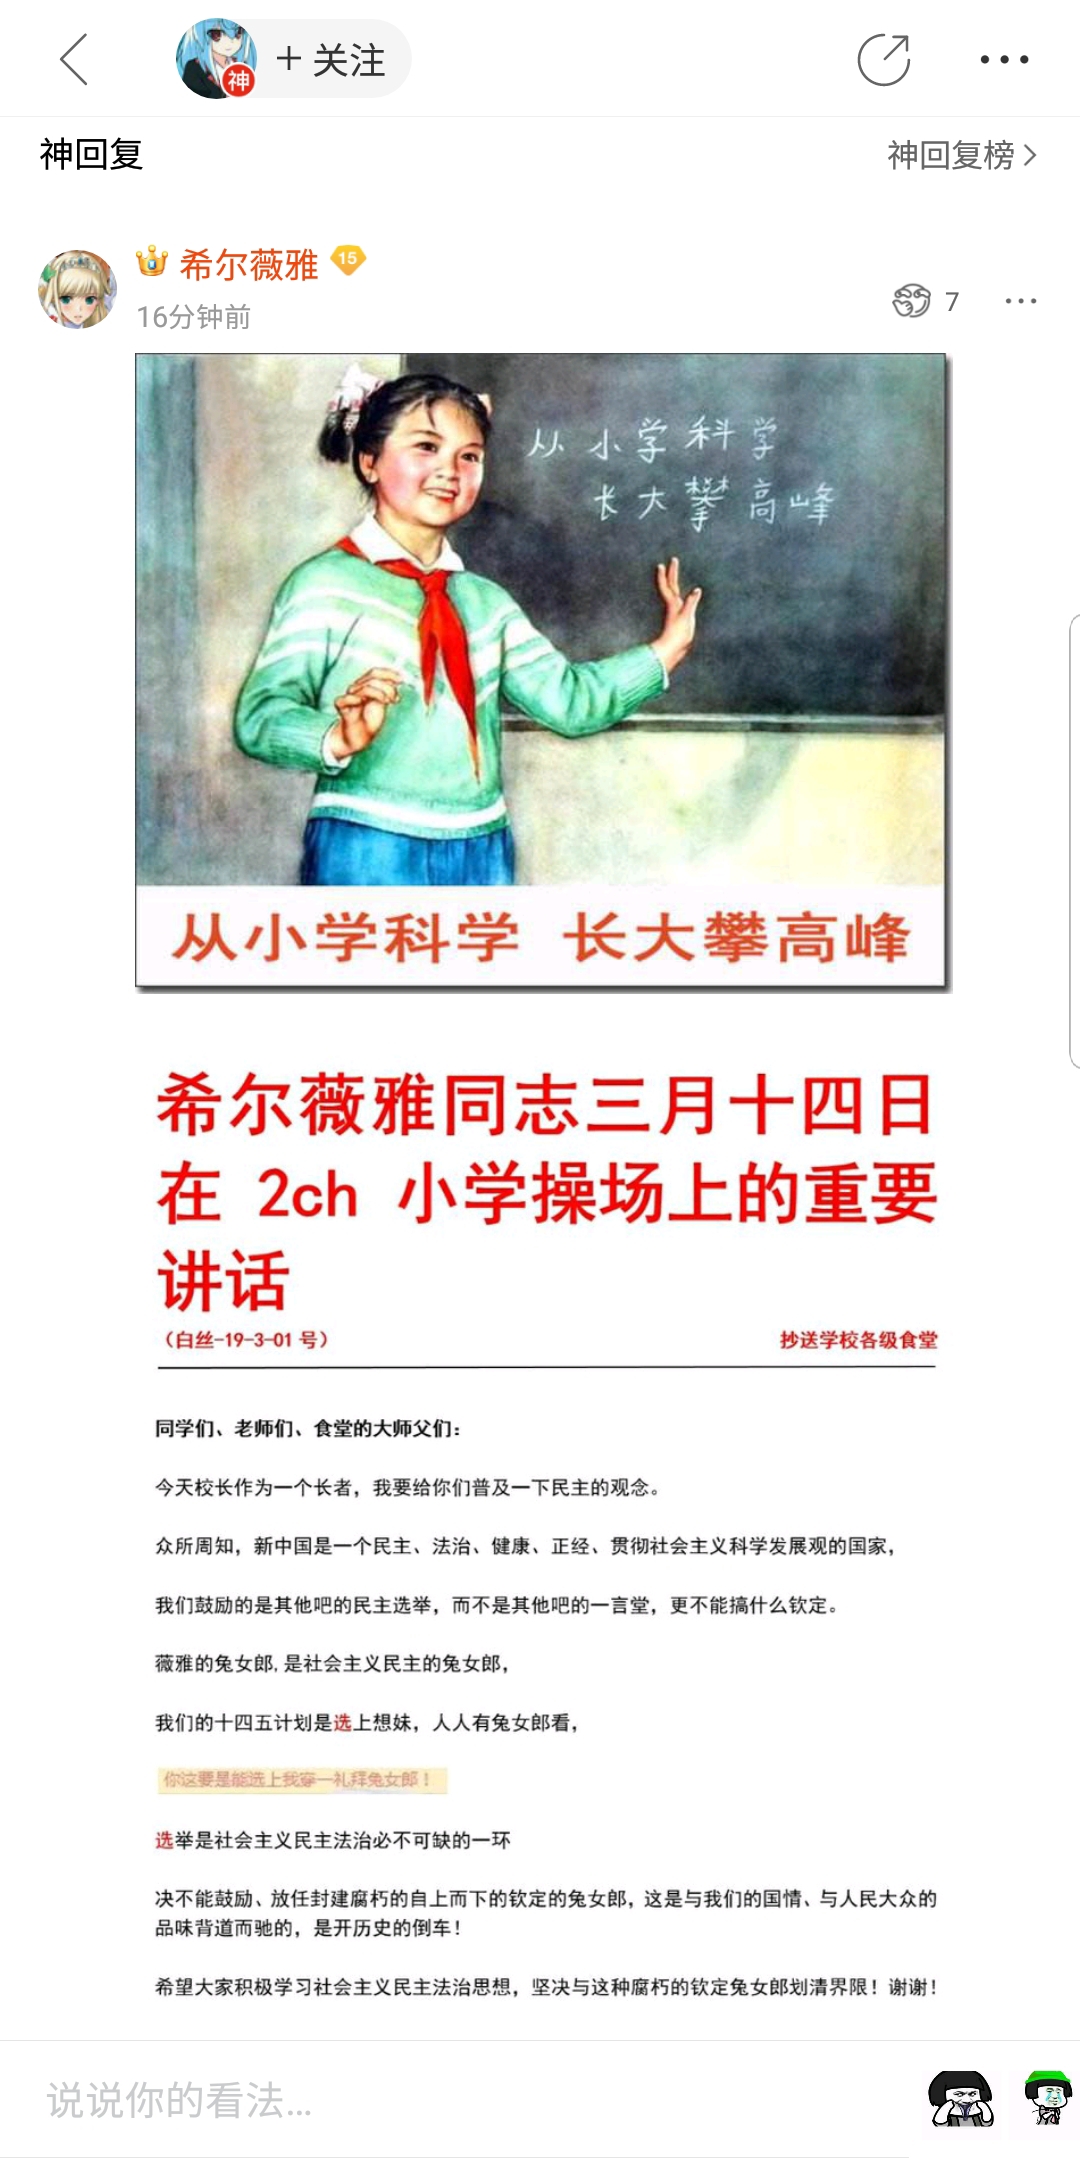 神
+ 关注
神回复
神回复榜
希尔薇雅
15
16分钟前
7
从小学科学
长大攀高峰
从小学科学 长大攀高峰
希尔薇雅同志三月十四日
在 2ch 小学操场上的重要
讲话
（白丝-19-3-01 号）
抄送学校各级食堂
同学们、老师们、食堂的大师父们：
今天校长作为一个长者，我要给你们普及一下民主的观念。
众所周知，新中国是一个民主、法治、健康、正经、贯彻社会主义科学发展观的国家，
我们鼓励的是其他吧的民主选举，而不是其他吧的一言堂，更不能搞什么钦定。
薇雅的兔女郎,是社会主义民主的兔女郎，
我们的十四五计划是选上想妹，人人有兔女郎看，
你这要是能选上我穿一礼拜兔女郎！
选举是社会主义民主法治必不可缺的一环
决不能鼓励、放任封建腐朽的自上而下的钦定的兔女郎，这是与我们的国情、与人民大众的
品味背道而驰的，是开历史的倒车！
希望大家积极学习社会主义民主法治思想，坚决与这种腐朽的钦定兔女郎划清界限！谢谢！
说说你的看法...